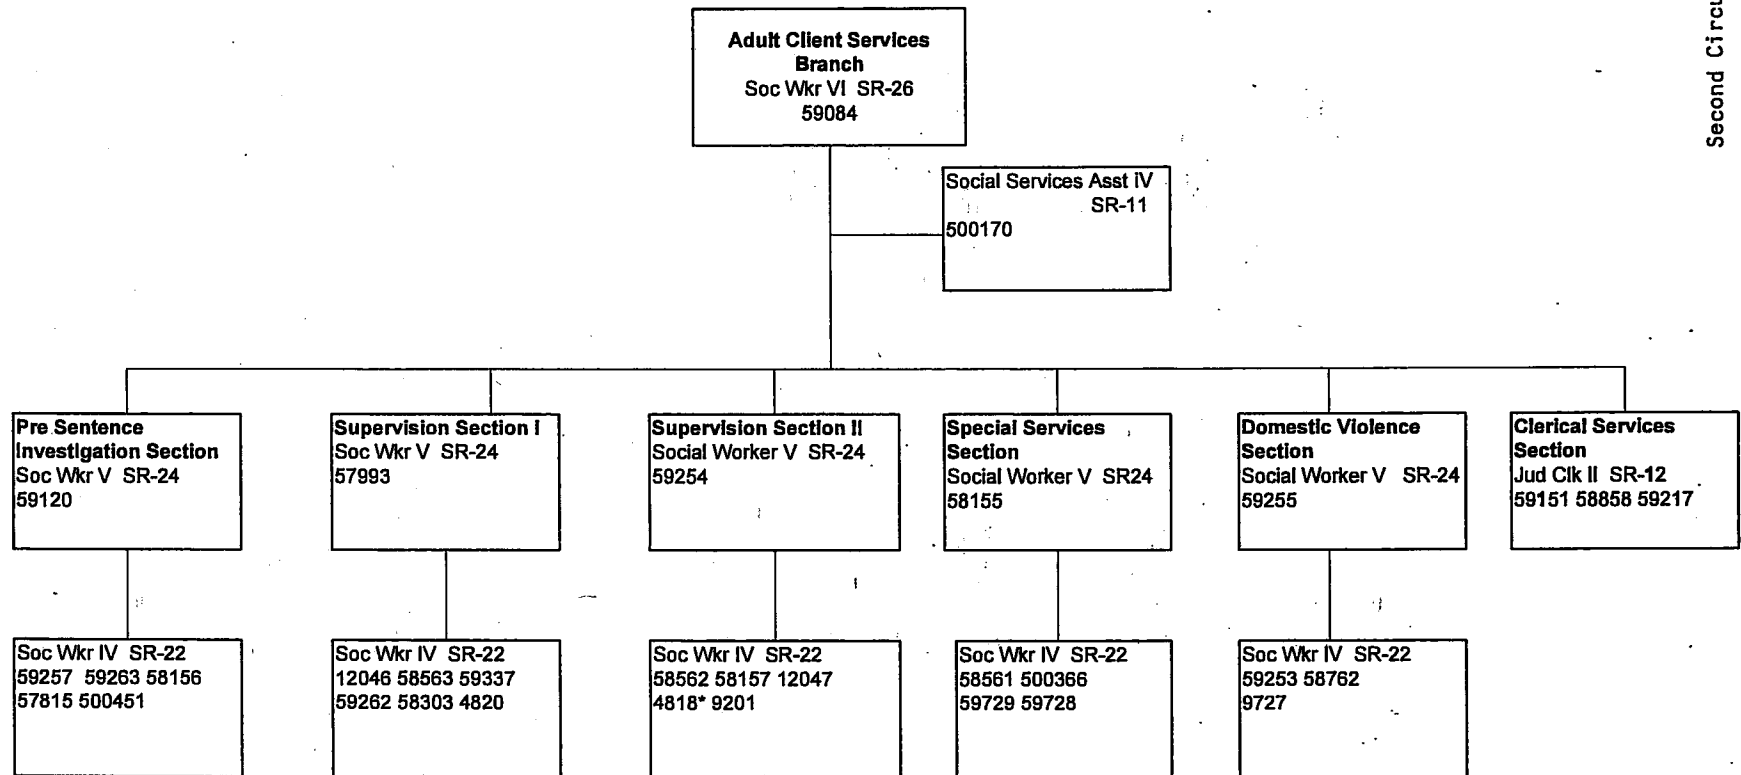 Second Circu
Adult Client Services
Branch
Soc Wkr VI SR-26
59084
Social Services Asst IV
SR-11
500170
Pre Sentence
Investigation Section
Soc Wkr V SR-24
59120
Supervision Section I
Soc Wkr V SR-24
57993
Supervision Section II
Social Worker V SR-24
59254
Special Services
Section
Social Worker V SR24
58155
Domestic Violence
Section
Social Worker V SR-24
59255
Clerical Services
Section
Jud Clk II SR-12
59151 58858 59217
Soc Wkr IV SR-22
59257 59263 58156
57815 500451
Soc Wkr IV SR-22
12046 58563 59337
59262 58303 4820
Soc Wkr IV SR-22
58562 58157 12047
4818* 9201
Soc Wkr IV SR-22
58561 500366
59729 59728
Soc Wkr IV SR-22
59253 58762
9727